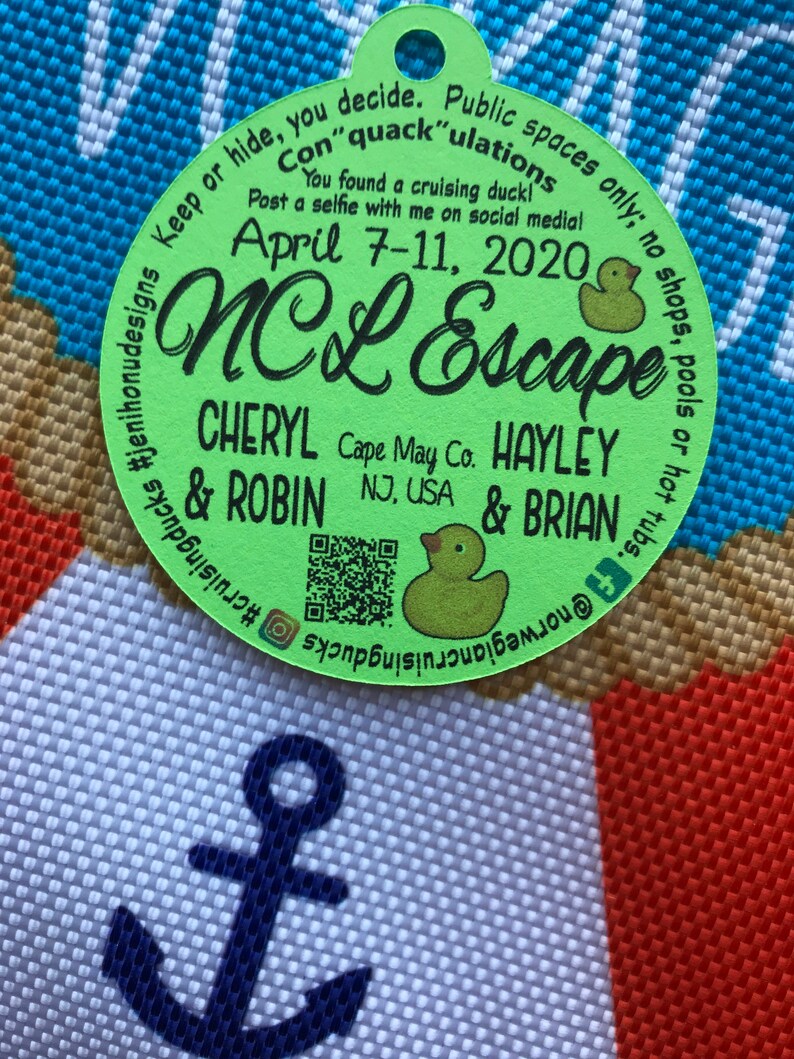 Keep or hide, you decide. Public spaces only; no shops, pools or hot tubs.
Con"quack"ulations
You found a cruising duck!
Post a selfie with me on social media!
April 7-11, 2020
NCL Escape
CHERYL
& ROBIN
Cape May Co.
NJ, USA
HAYLEY
& BRIAN
#cruisingducks #jenihonudesigns
@norwegiancruisingducks